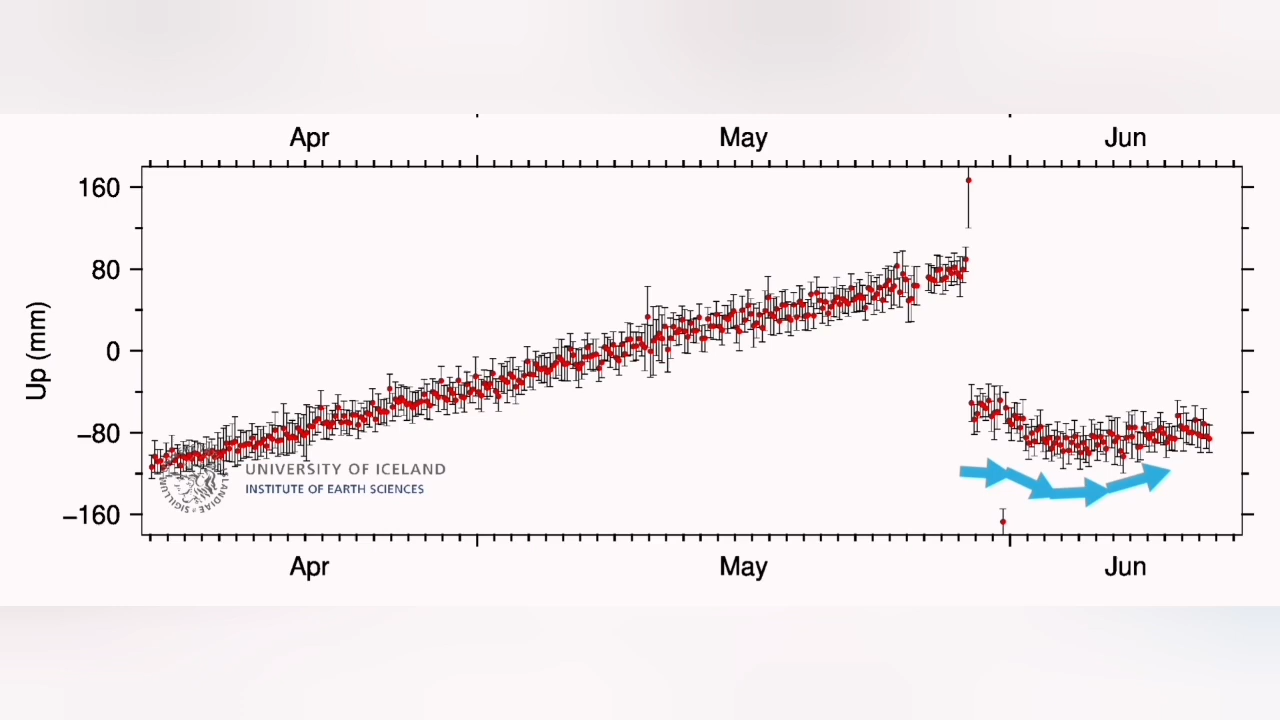 Apr May Jun
160
80
0
−80
−160
Up (mm)
UNIVERSITY OF ICELAND
INSTITUTE OF EARTH SCIENCES
Apr May Jun